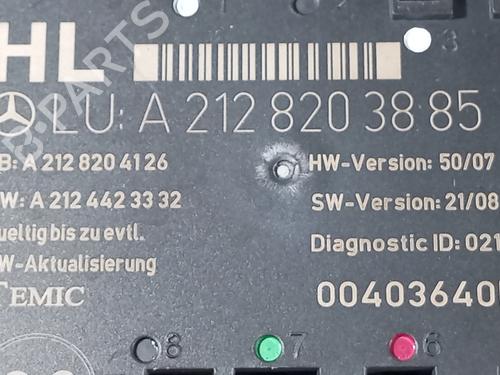 3
HL
LU: A 212 820 38 85
B: A 212 820 41 26
HW-Version: 50/07
W: A 212 442 33 32
SW-Version: 21/08
ueltig bis zu evtl.
W-Aktualisierung
Diagnostic ID: 021
TEMIC
00403640
8 7 6